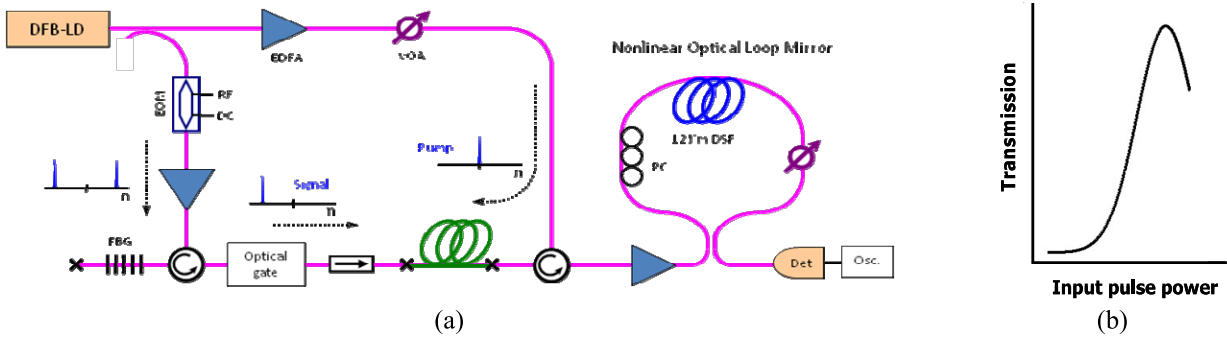 DFB-LD
EDFA
VOA
Nonlinear Optical Loop Mirror
EOM
RF
DC
125m DSF
Pump
n
PC
Signal
n
n
FBG
Optical
gate
Det
Osc.
(a)
Transmission
Input pulse power
(b)